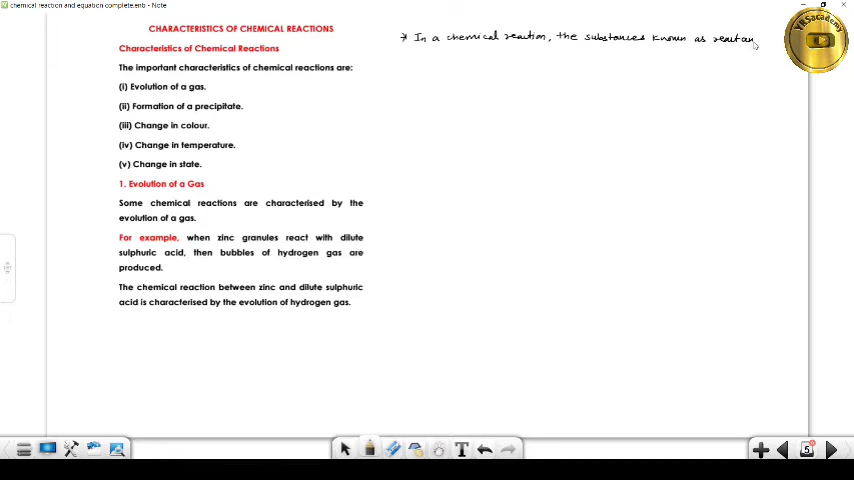 chemical reaction and equation complete.enb - Note
CHARACTERISTICS OF CHEMICAL REACTIONS
Characteristics of Chemical Reactions
The important characteristics of chemical reactions are:
(i) Evolution of a gas.
(ii) Formation of a precipitate.
(iii) Change in colour.
(iv) Change in temperature.
(v) Change in state.
1. Evolution of a Gas
Some chemical reactions are characterised by the
evolution of a gas.
For example, when zinc granules react with dilute
sulphuric acid, then bubbles of hydrogen gas are
produced.
The chemical reaction between zinc and dilute sulphuric
acid is characterised by the evolution of hydrogen gas.
* In a chemical reaction, the substances known as reactan
YRSacademy
5